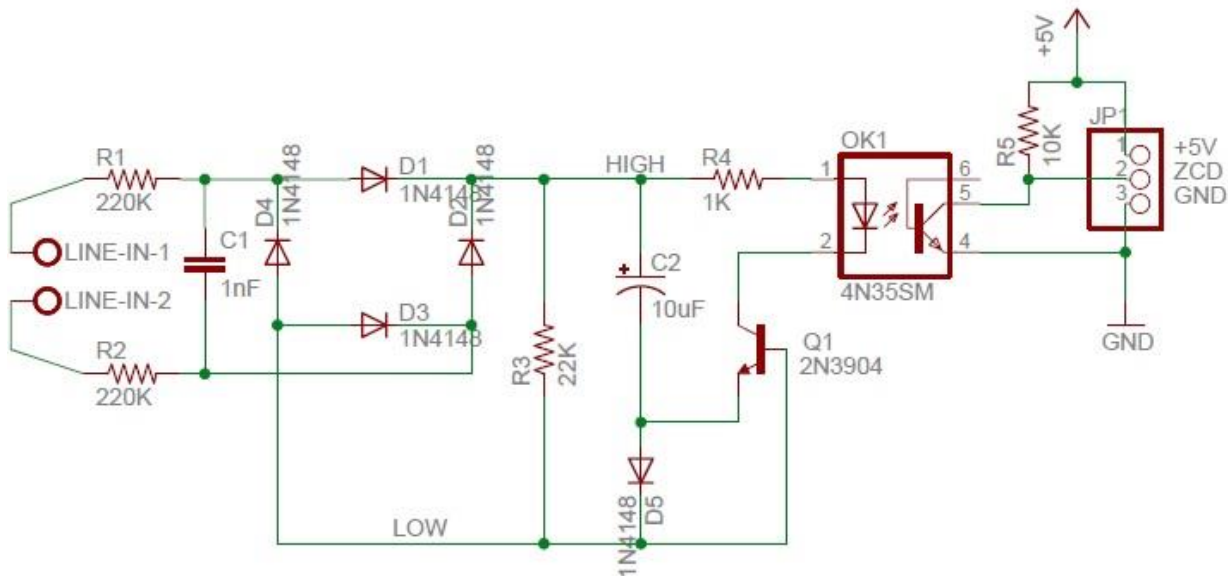 +5V
JP1
OK1
R5
10K
1
+5V
2
ZCD
3
GND
R1
220K
D4
1N4148
D1
1N4148
D2
1N4148
HIGH
R4
1K
1
6
5
2
4
4N35SM
LINE-IN-1
C1
1nF
C2
10uF
LINE-IN-2
D3
1N4148
R3
22K
Q1
2N3904
GND
R2
220K
1N4148
D5
LOW